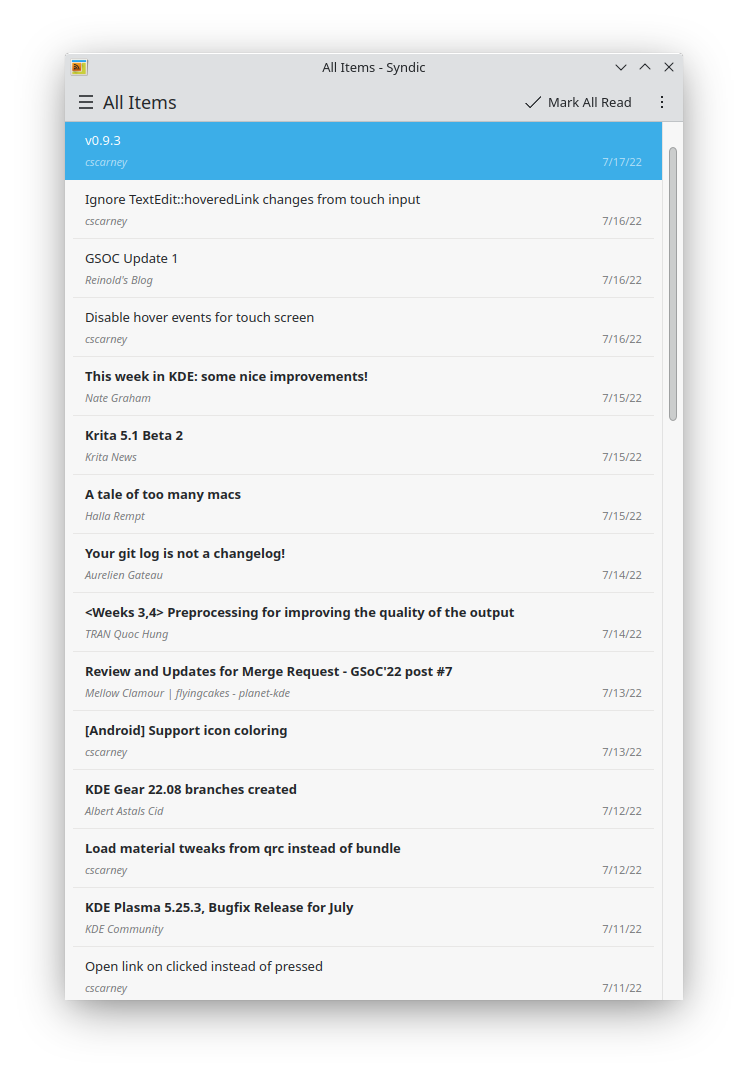 All Items - Syndic
All Items
Mark All Read
v0.9.3
cscarney 7/17/22
Ignore TextEdit::hoveredLink changes from touch input
cscarney 7/16/22
GSOC Update 1
Reinold's Blog 7/16/22
Disable hover events for touch screen
cscarney 7/16/22
This week in KDE: some nice improvements!
Nate Graham 7/15/22
Krita 5.1 Beta 2
Krita News 7/15/22
A tale of too many macs
Halla Rempt 7/15/22
Your git log is not a changelog!
Aurelien Gateau 7/14/22
<Weeks 3,4> Preprocessing for improving the quality of the output
TRAN Quoc Hung 7/14/22
Review and Updates for Merge Request - GSoC'22 post #7
Mellow Clamour | flyingcakes - planet-kde 7/13/22
[Android] Support icon coloring
cscarney 7/13/22
KDE Gear 22.08 branches created
Albert Astals Cid 7/12/22
Load material tweaks from qrc instead of bundle
cscarney 7/12/22
KDE Plasma 5.25.3, Bugfix Release for July
KDE Community 7/11/22
Open link on clicked instead of pressed
cscarney 7/11/22